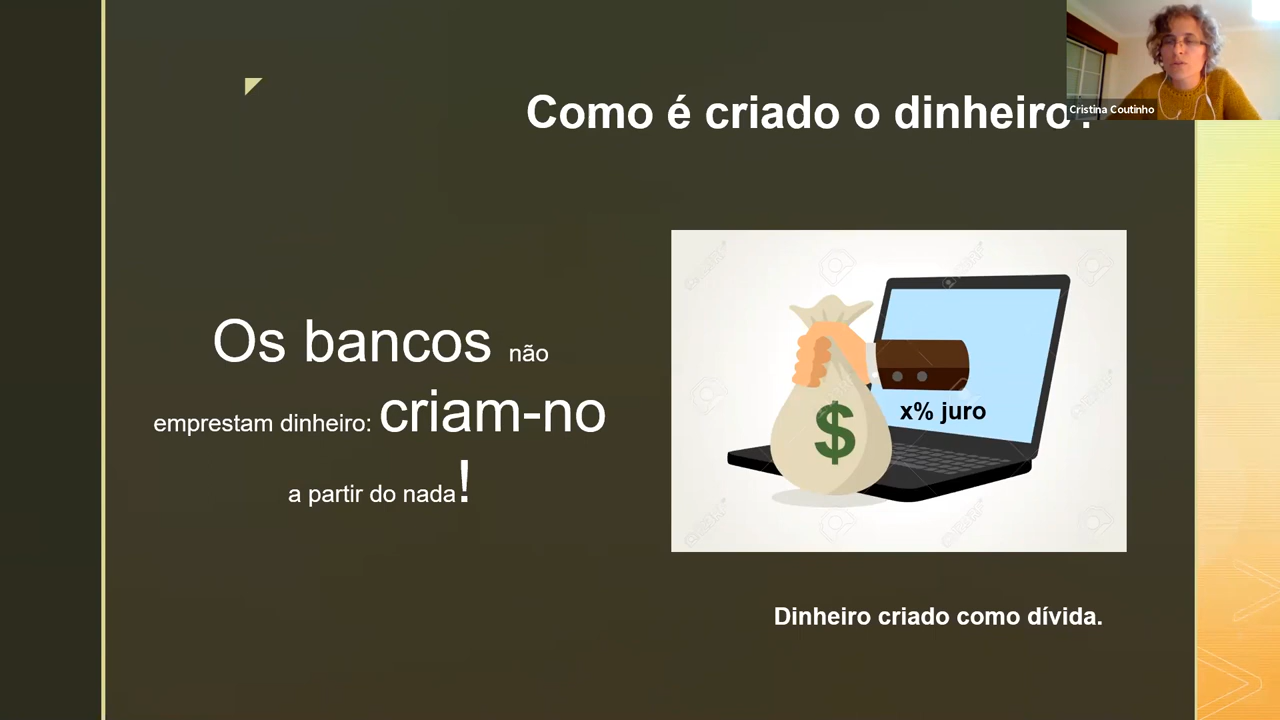 Como é criado o dinheiro?
Cristina Coutinho
Os bancos não
emprestam dinheiro: criam-no
a partir do nada!
$
x% juro
Dinheiro criado como dívida.